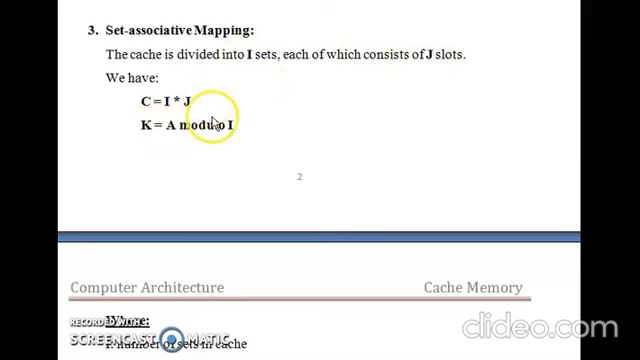 3. Set-associative Mapping:
The cache is divided into I sets, each of which consists of J slots.
We have:
C = I * J
K = A modulo I
2
Computer Architecture Cache Memory
Where:
I: number of sets in cache
RECORDED WITH
SCREENCAST MATIC
clideo.com